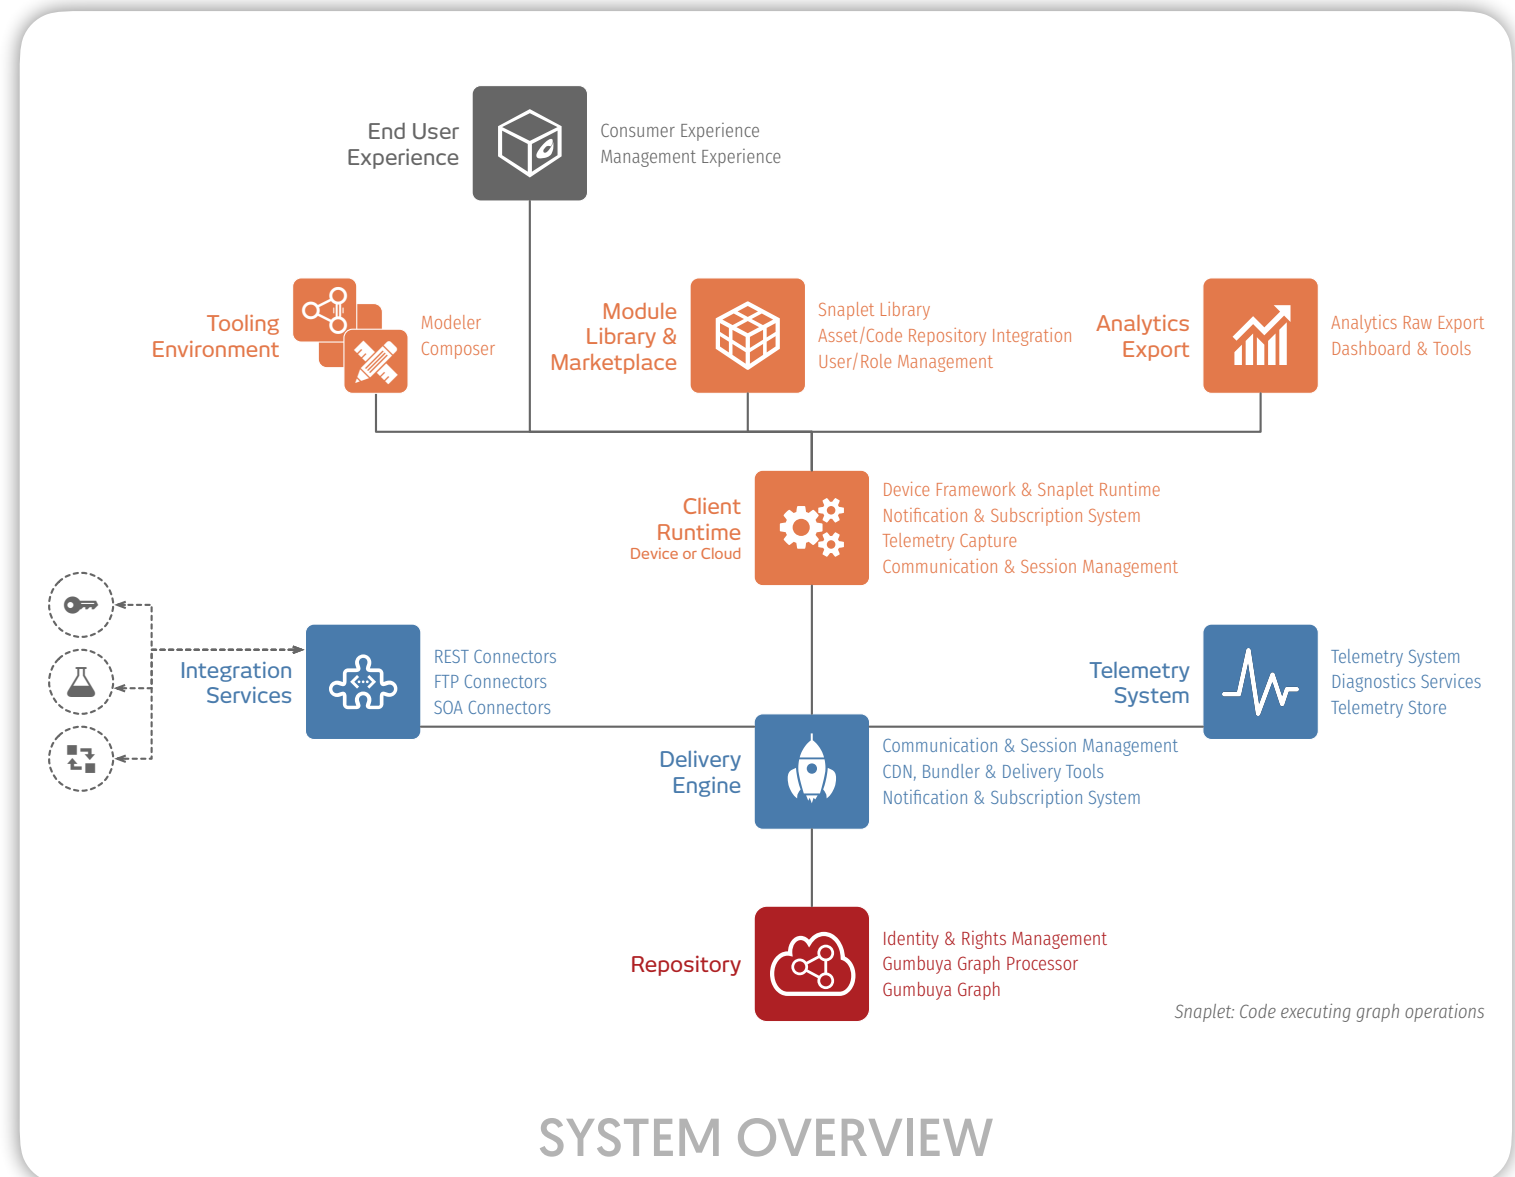 End User
Experience
Consumer Experience
Management Experience
Tooling
Environment
Modeler
Composer
Module
Library &
Marketplace
Snaplet Library
Asset/Code Repository Integration
User/Role Management
Analytics
Export
Analytics Raw Export
Dashboard & Tools
Client
Runtime
Device or Cloud
Device Framework & Snaplet Runtime
Notification & Subscription System
Telemetry Capture
Communication & Session Management
Integration
Services
REST Connectors
FTP Connectors
SOA Connectors
Telemetry
System
Telemetry System
Diagnostics Services
Telemetry Store
Delivery
Engine
Communication & Session Management
CDN, Bundler & Delivery Tools
Notification & Subscription System
Repository
Identity & Rights Management
Gumbuya Graph Processor
Gumbuya Graph
Snaplet: Code executing graph operations
SYSTEM OVERVIEW